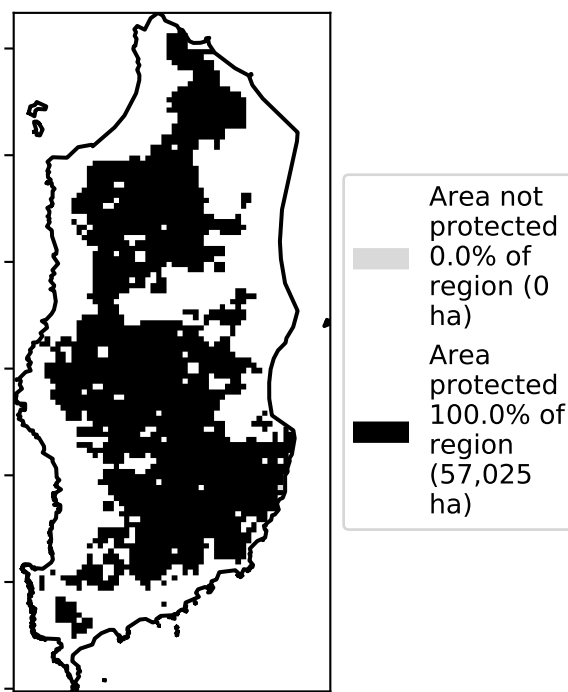 Area not
protected
0.0% of
region (0
ha)
Area
protected
100.0% of
region
(57,025
ha)